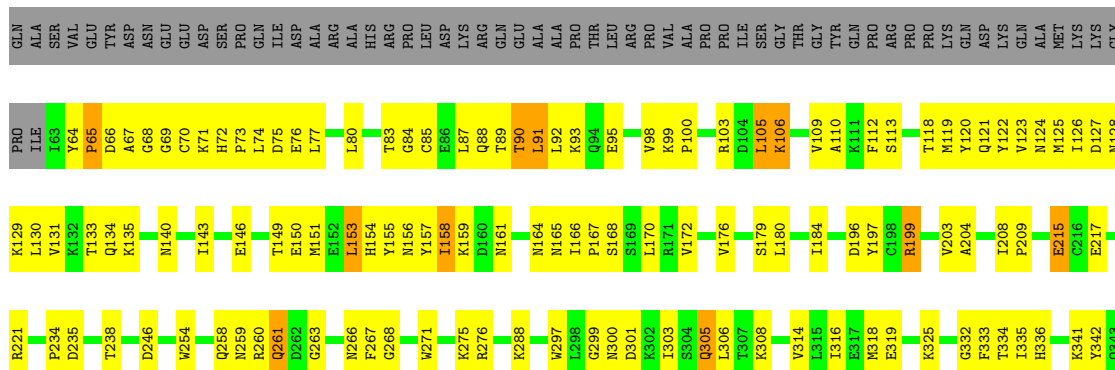 GLN ALA SER VAL GLU TYR ASP ASN GLU GLU ASP SER PRO GLN ILE ASP ALA ARG ALA HIS ARG PRO LEU ASP LYS ARG GLN GLU ALA ALA PRO THR LEU ARG PRO VAL ALA PRO PRO ILE SER GLY THR GLY TYR GLN PRO ARG PRO PRO LYS GLN ASP LYS GLN ALA MET LYS LYS GLY
PRO ILE S63 Y64 P65 D66 A67 G68 G69 C70 K71 H72 P73 L74 D75 E76 L77 L80 T83 G84 C85 E86 L87 Q88 T89 T90 L91 L92 K93 Q94 E95 V98 K99 P100 R103 D104 L105 K106 V109 A110 K111 F112 S113 T118 M119 Y120 Q121 Y122 V123 N124 M125 I126 D127 N128
K129 L130 V131 K132 T133 Q134 K135 N140 I143 E146 T149 E150 M151 E152 L153 H154 Y155 N156 Y157 I158 K159 D160 N161 N164 N165 I166 P167 S168 S169 L170 R171 V172 V176 S179 L180 I184 D196 Y197 C198 R199 V203 A204 I208 P209 E215 C216 E217
R221 P234 D235 T238 D246 W254 Q258 N259 R260 Q261 D262 G263 N266 F267 G268 W271 K275 R276 K288 W297 L298 G299 N300 D301 K302 I303 S304 Q305 L306 T307 K308 V314 L315 I316 E317 M318 E319 K325 G332 F333 T334 I335 H336 K341 Y342 Q343